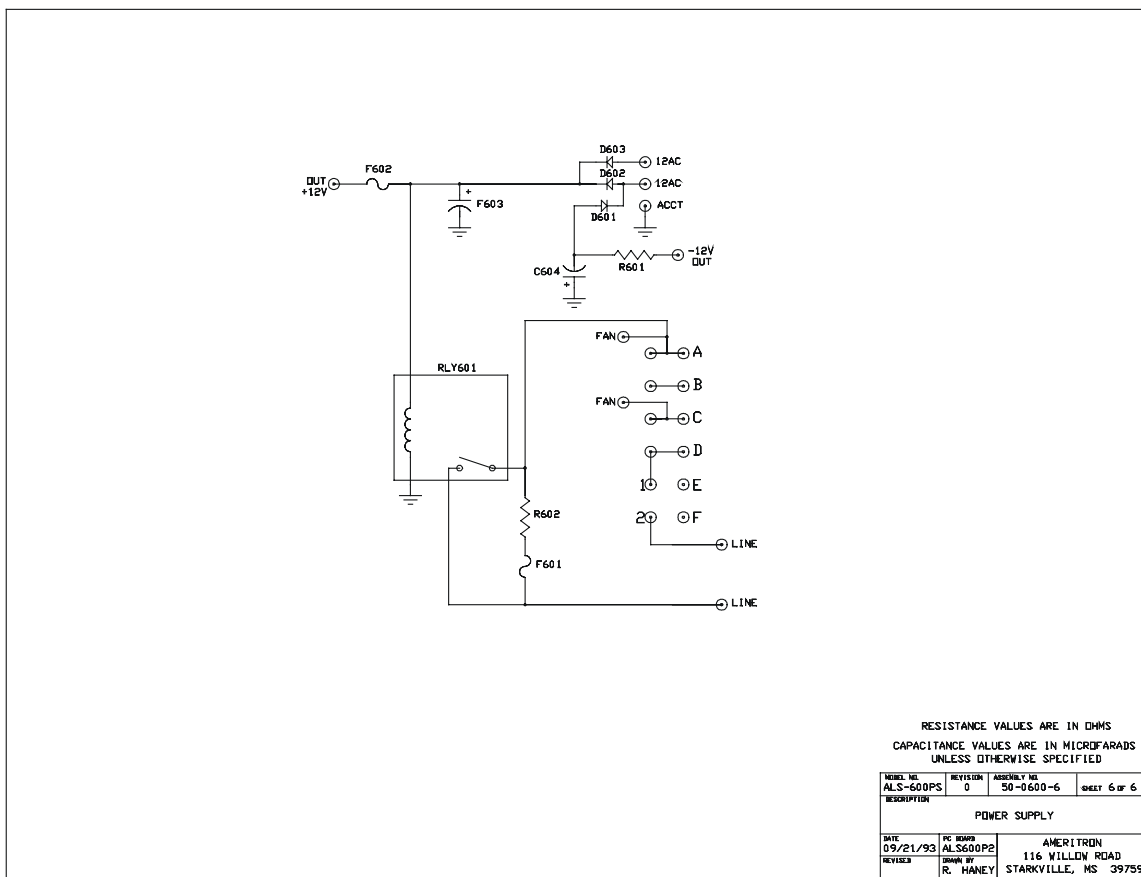 D603
12AC
F602
D602
OUT
+12V
12AC
+
F603
ACCT
D601
-12V
OUT
C604
R601
+
FAN
A
RLY601
B
FAN
C
D
1
E
R602
2
F
LINE
F601
LINE
RESISTANCE VALUES ARE IN OHMS
CAPACITANCE VALUES ARE IN MICROFARADS
UNLESS OTHERWISE SPECIFIED
MODEL NO. REVISION ASSEMBLY NO.
ALS-600PS 0 50-0600-6 SHEET 6 OF 6
DESCRIPTION
POWER SUPPLY
DATE PC BOARD
09/21/93 ALS600P2
REVISED DRAWN BY
R. HANEY
AMERITRON
116 WILLOW ROAD
STARKVILLE, MS 39759